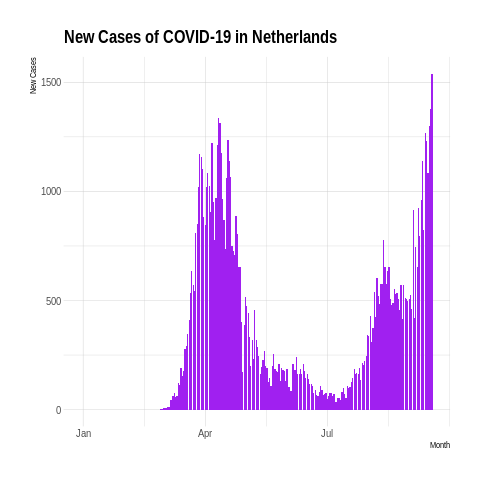 New Cases of COVID-19 in Netherlands
New Cases
1500
1000
500
0
Jan Apr Jul
Month